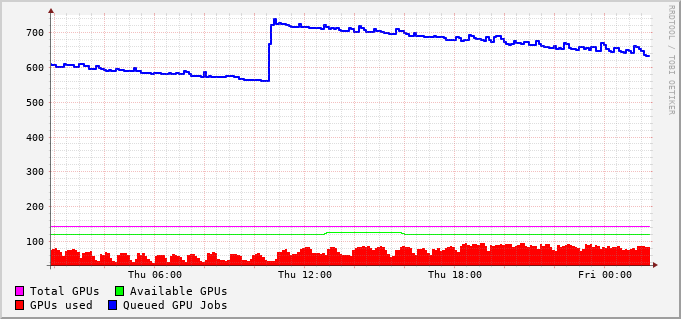 RRDTOOL / TOBI OETIKER
700
600
500
400
300
200
100
Thu 06:00 Thu 12:00 Thu 18:00 Fri 00:00
Total GPUs Available GPUs
GPUs used Queued GPU Jobs